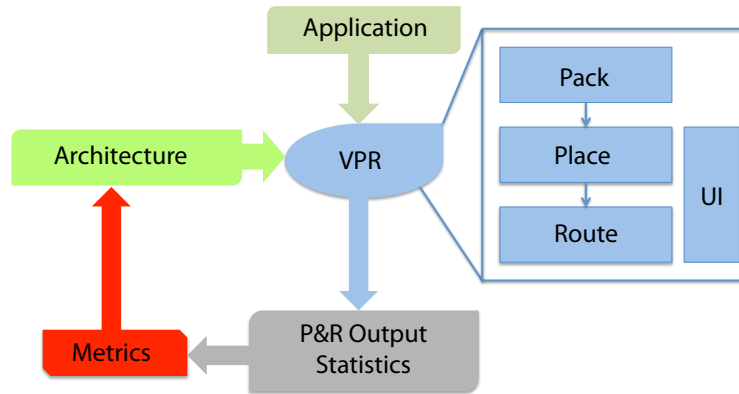 Application
Pack
Architecture
VPR
Place
UI
Route
P&R Output
Statistics
Metrics